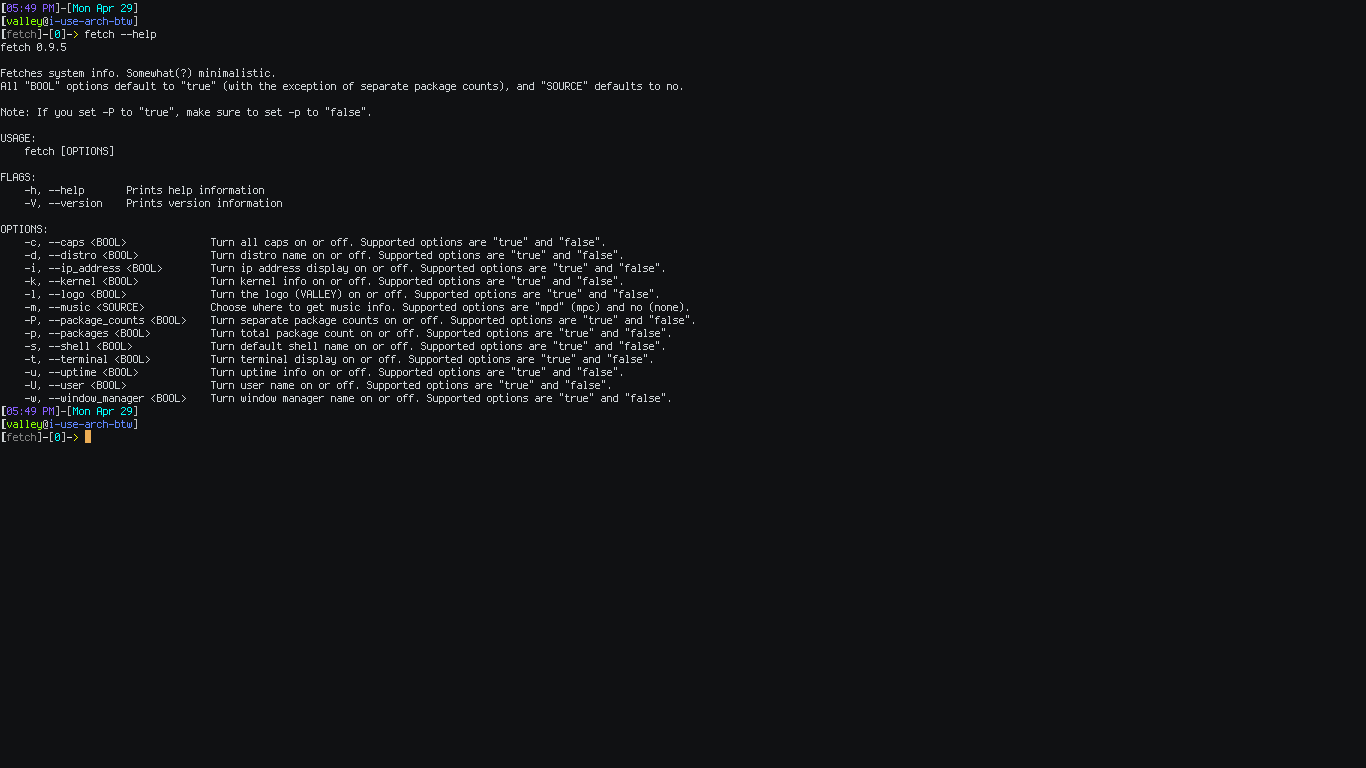 [05:49 PM]-[Mon Apr 29]
[valley@i-use-arch-btw]
[fetch]-[0]-> fetch --help
fetch 0.9.5

Fetches system info. Somewhat(?) minimalistic.
All "BOOL" options default to "true" (with the exception of separate package counts), and "SOURCE" defaults to no.

Note: If you set -P to "true", make sure to set -p to "false".

USAGE:
    fetch [OPTIONS]

FLAGS:
    -h, --help       Prints help information
    -V, --version    Prints version information

OPTIONS:
    -c, --caps <BOOL>              Turn all caps on or off. Supported options are "true" and "false".
    -d, --distro <BOOL>            Turn distro name on or off. Supported options are "true" and "false".
    -i, --ip_address <BOOL>        Turn ip address display on or off. Supported options are "true" and "false".
    -k, --kernel <BOOL>            Turn kernel info on or off. Supported options are "true" and "false".
    -l, --logo <BOOL>              Turn the logo (VALLEY) on or off. Supported options are "true" and "false".
    -m, --music <SOURCE>           Choose where to get music info. Supported options are "mpd" (mpc) and no (none).
    -P, --package_counts <BOOL>    Turn separate package counts on or off. Supported options are "true" and "false".
    -p, --packages <BOOL>          Turn total package count on or off. Supported options are "true" and "false".
    -s, --shell <BOOL>             Turn default shell name on or off. Supported options are "true" and "false".
    -t, --terminal <BOOL>          Turn terminal display on or off. Supported options are "true" and "false".
    -u, --uptime <BOOL>            Turn uptime info on or off. Supported options are "true" and "false".
    -U, --user <BOOL>              Turn user name on or off. Supported options are "true" and "false".
    -w, --window_manager <BOOL>    Turn window manager name on or off. Supported options are "true" and "false".
[05:49 PM]-[Mon Apr 29]
[valley@i-use-arch-btw]
[fetch]-[0]->